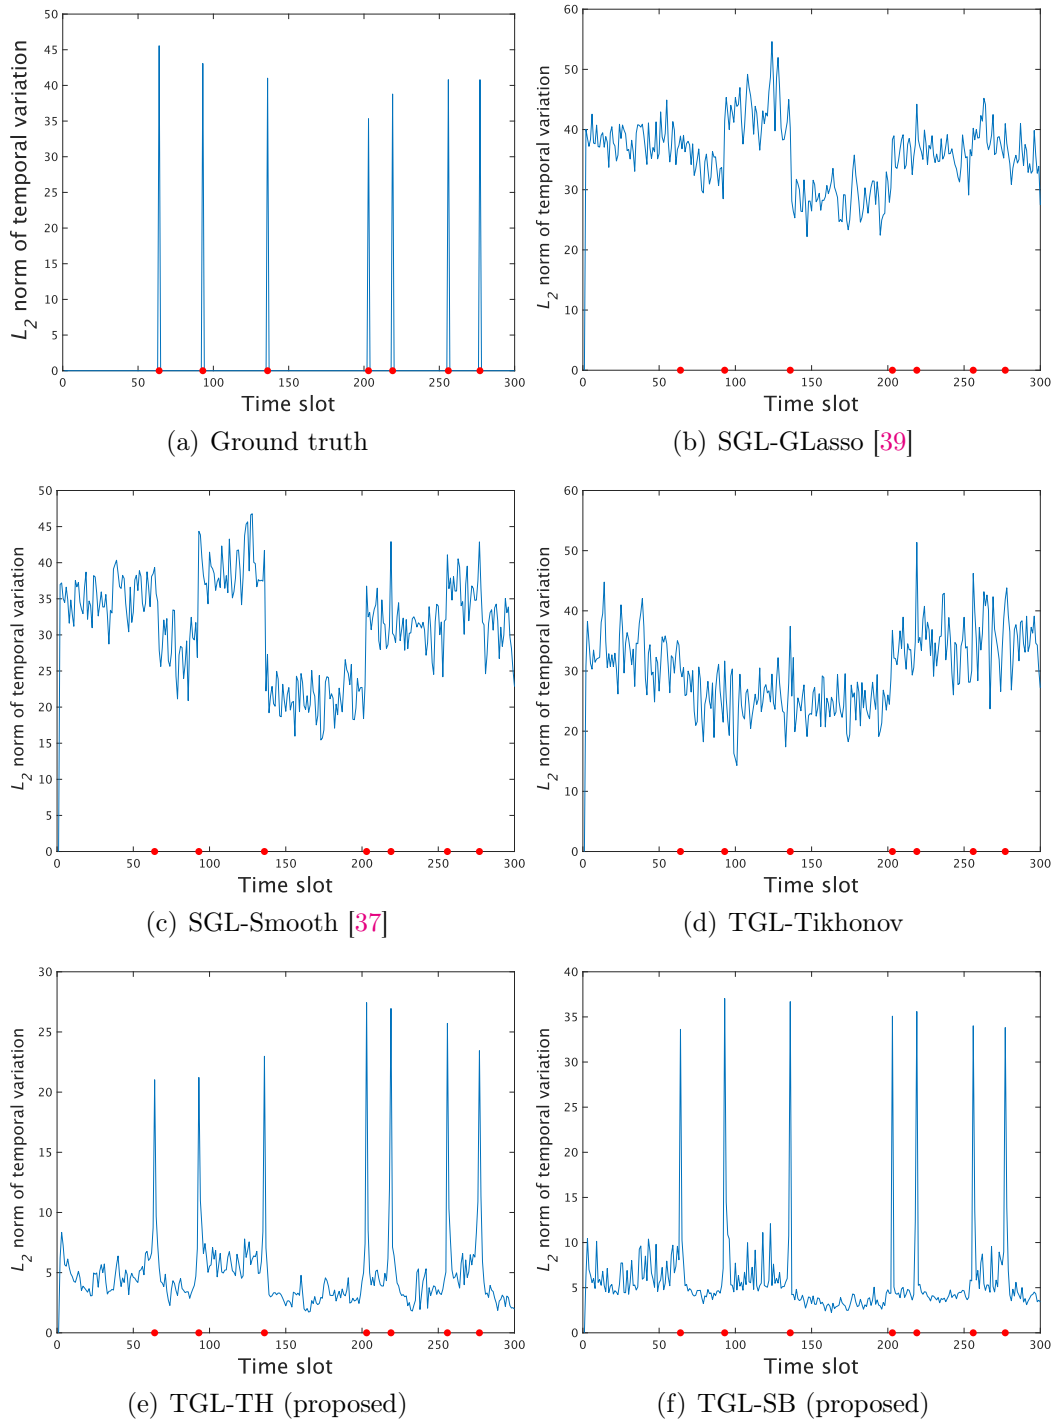 50
45
40
35
30
25
20
15
10
5
0
0 50 100 150 200 250 300
L2 norm of temporal variation
Time slot
(a) Ground truth
60
50
40
30
20
10
0
0 50 100 150 200 250 300
L2 norm of temporal variation
Time slot
(b) SGL-GLasso [39]
50
45
40
35
30
25
20
15
10
5
0
0 50 100 150 200 250 300
L2 norm of temporal variation
Time slot
(c) SGL-Smooth [37]
60
50
40
30
20
10
0
0 50 100 150 200 250 300
L2 norm of temporal variation
Time slot
(d) TGL-Tikhonov
30
25
20
15
10
5
0
0 50 100 150 200 250 300
L2 norm of temporal variation
Time slot
(e) TGL-TH (proposed)
40
35
30
25
20
15
10
5
0
0 50 100 150 200 250 300
L2 norm of temporal variation
Time slot
(f) TGL-SB (proposed)